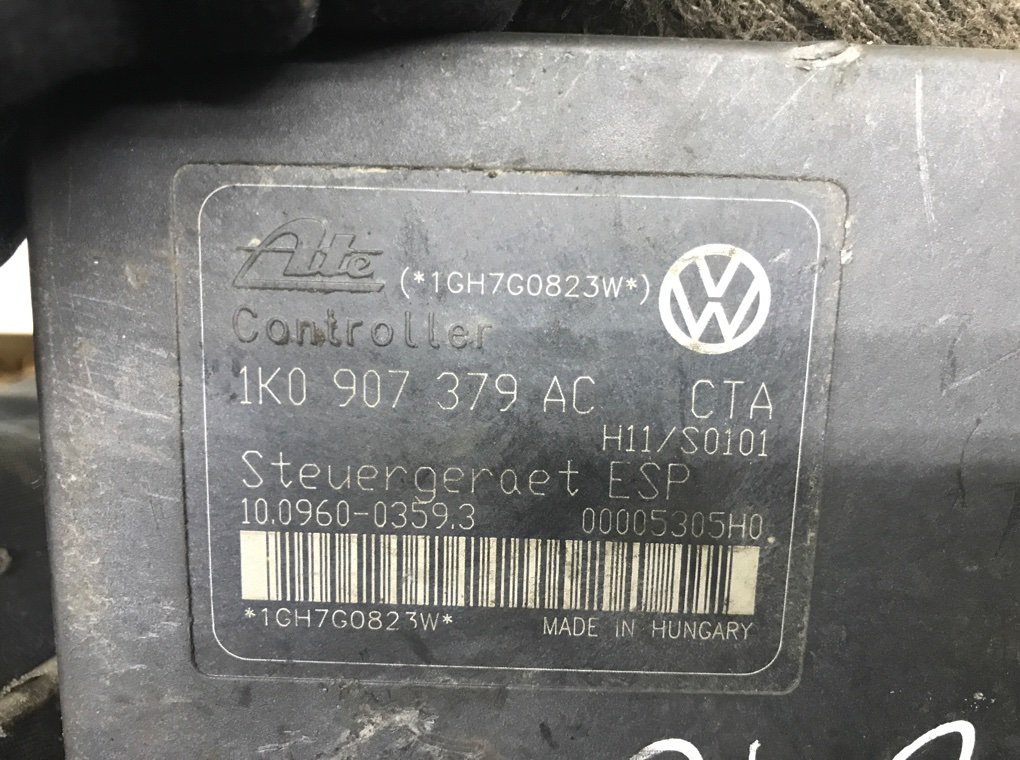 Ate (*1GH7G0823W*)
Controller
1K0 907 379 AC CTA
H11/S0101
Steuergeraet ESP
10.0960-0359.3 00005305H0
*1GH7G0823W* MADE IN HUNGARY